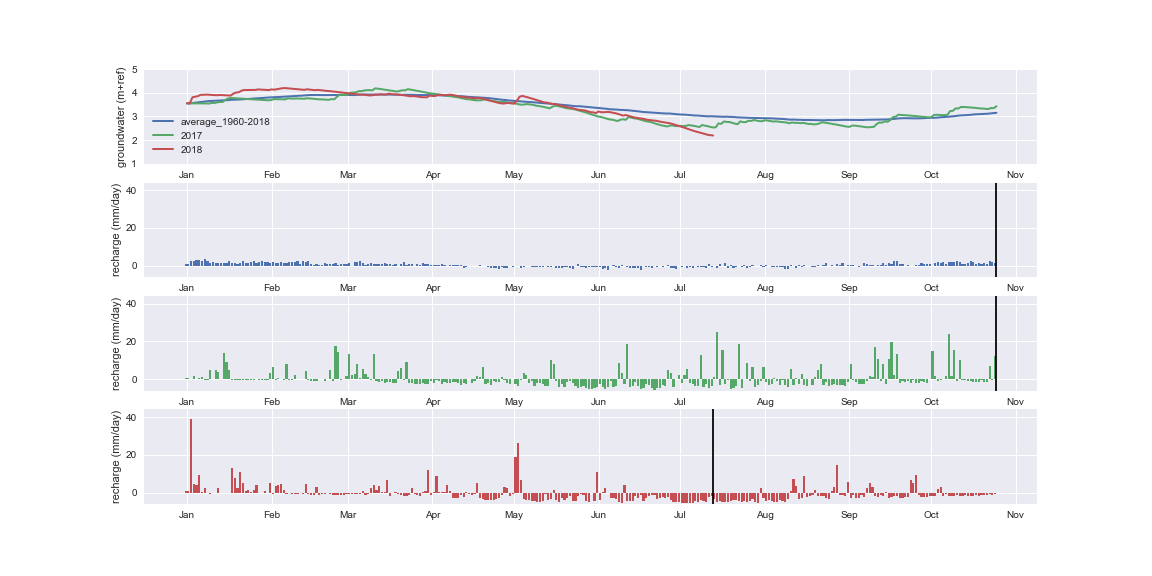 groundwater (m+ref)
5
4
3
2
1
average_1960-2018
2017
2018
Jan Feb Mar Apr May Jun Jul Aug Sep Oct Nov
recharge (mm/day)
40
20
0
Jan Feb Mar Apr May Jun Jul Aug Sep Oct Nov
recharge (mm/day)
40
20
0
Jan Feb Mar Apr May Jun Jul Aug Sep Oct Nov
recharge (mm/day)
40
20
0
Jan Feb Mar Apr May Jun Jul Aug Sep Oct Nov